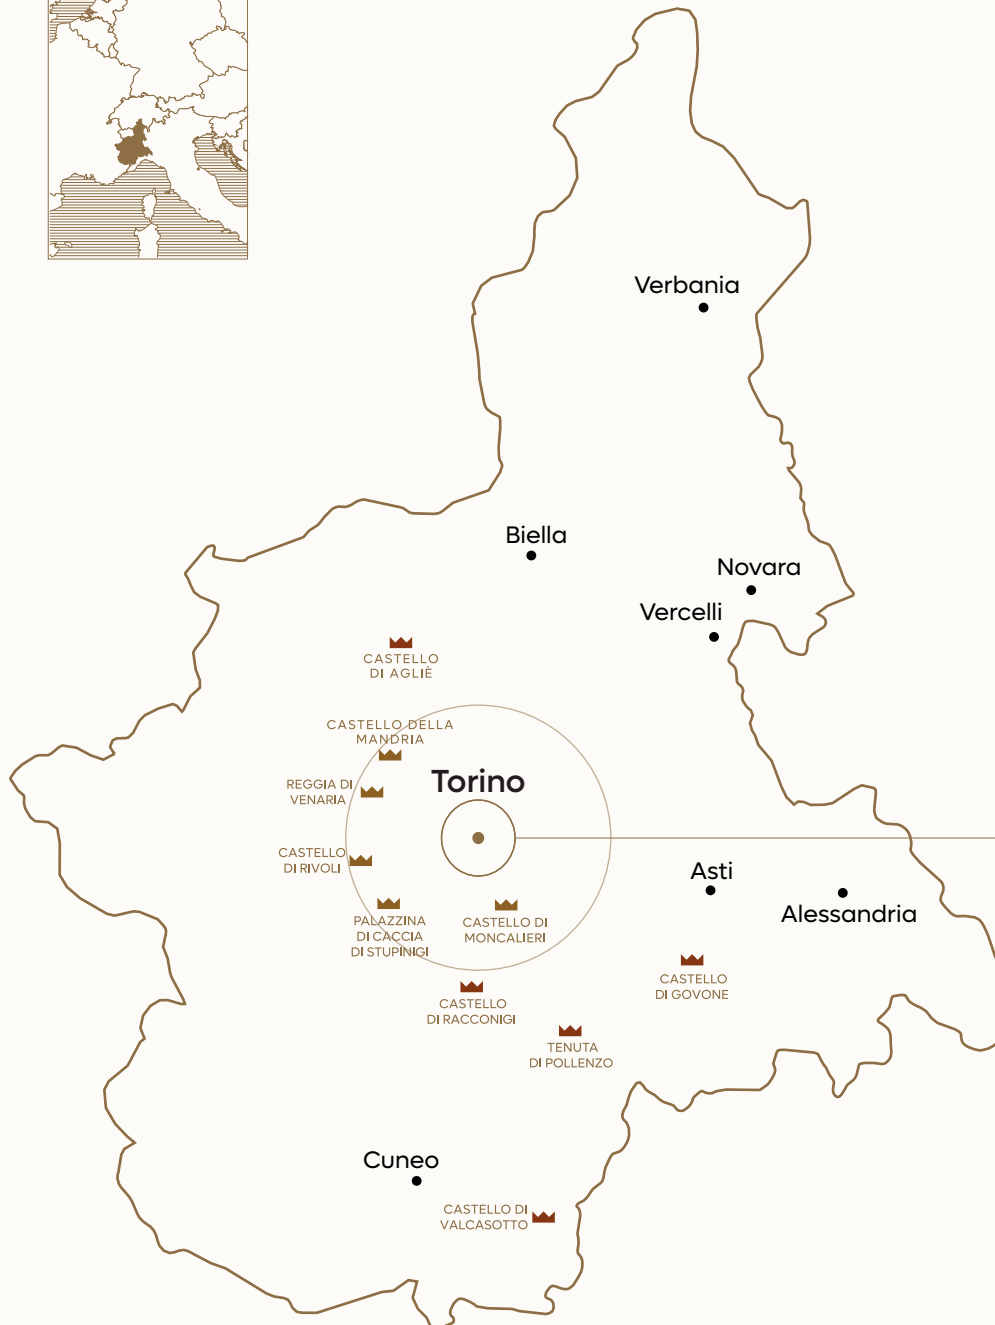 Verbania
Biella
Novara
Vercelli
CASTELLO
DI AGLIÈ
CASTELLO DELLA
MANDRIA
Torino
REGGIA DI
VENARIA
CASTELLO
DI RIVOLI
Asti
Alessandria
PALAZZINA
DI CACCIA
DI STUPINIGI
CASTELLO DI
MONCALIERI
CASTELLO
DI GOVONE
CASTELLO
DI RACCONIGI
TENUTA
DI POLLENZO
Cuneo
CASTELLO DI
VALCASOTTO